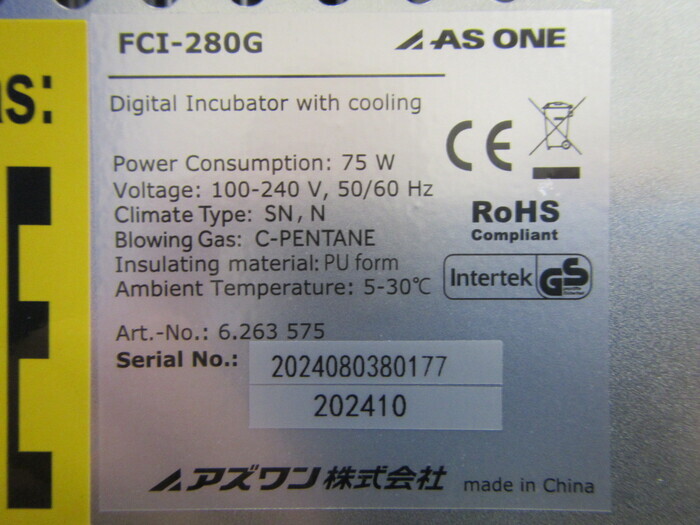 FCI-280G
AS ONE
Digital Incubator with cooling
Power Consumption: 75 W
Voltage: 100-240 V, 50/60 Hz
Climate Type: SN, N
Blowing Gas: C-PENTANE
Insulating material: PU form
Ambient Temperature: 5-30℃
CE
RoHS
Compliant
Intertek GS
Art.-No.: 6.263 575
Serial No.: 2024080380177
202410
アズワン株式会社
made in China